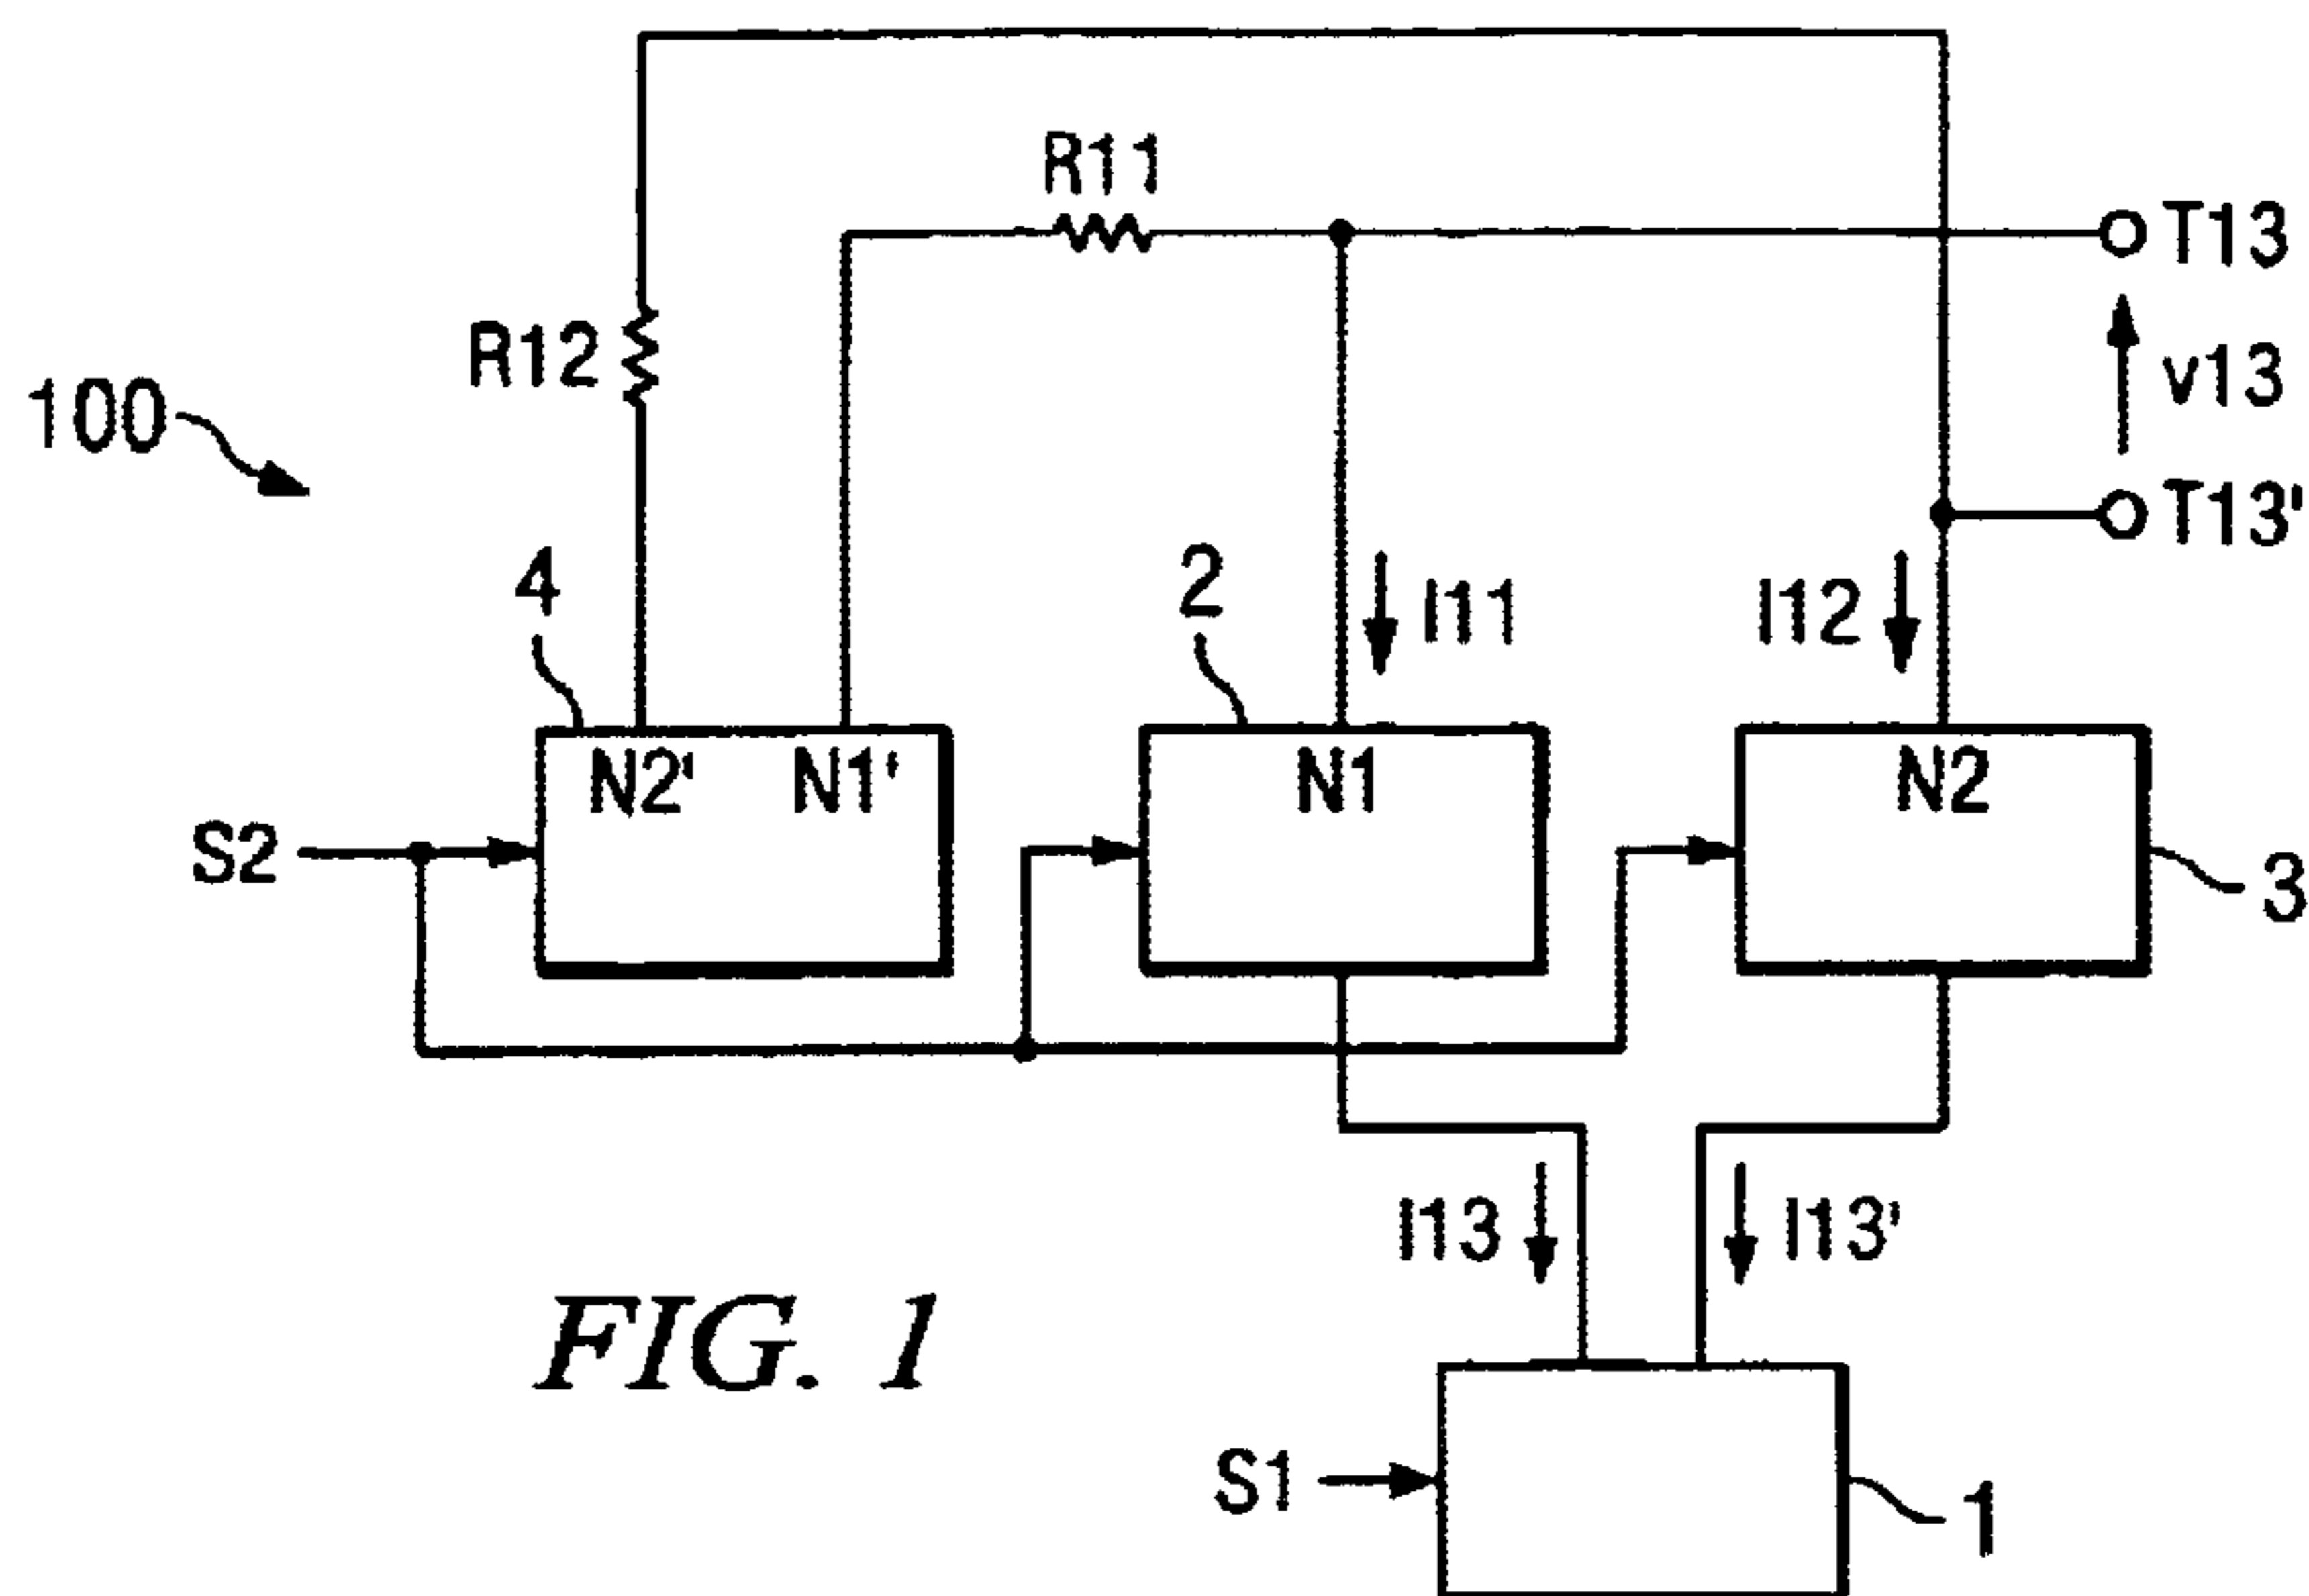 R11
T13
R12
v13
100
T13'
4
2
I11
I12
N2'
N1'
N1
N2
S2
3
I13
I13'
FIG. 1
S1
1